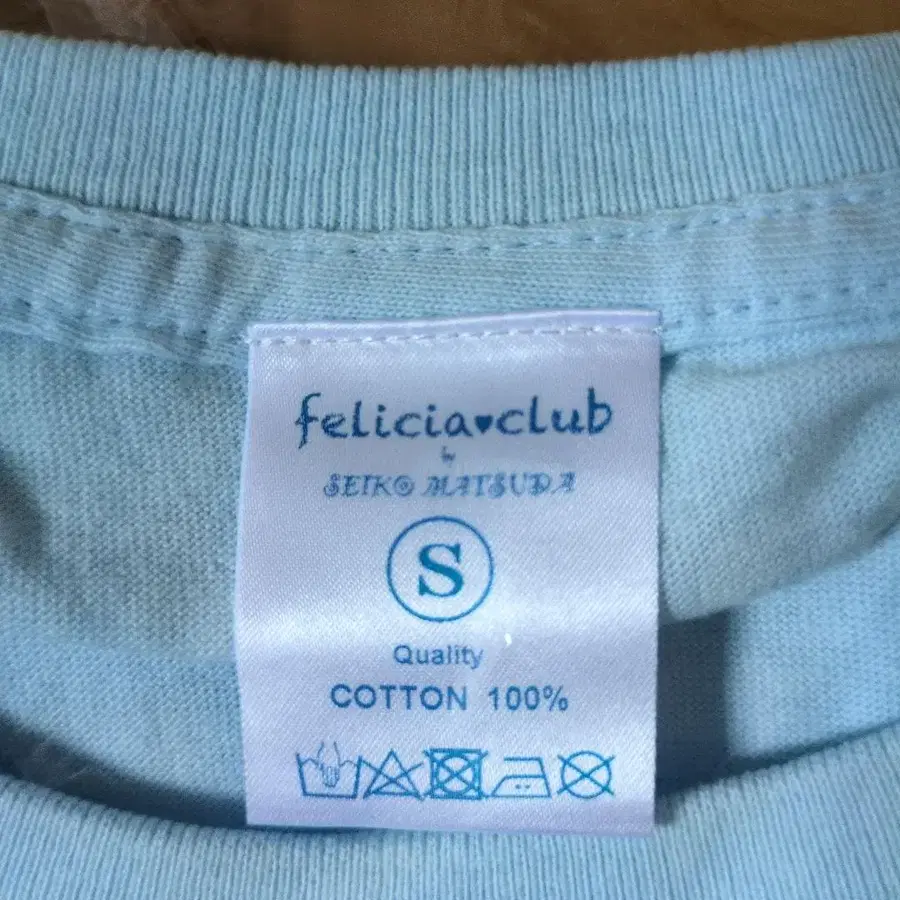 felicia♥club
by
SEIKO MATSUDA
S
Quality
COTTON 100%